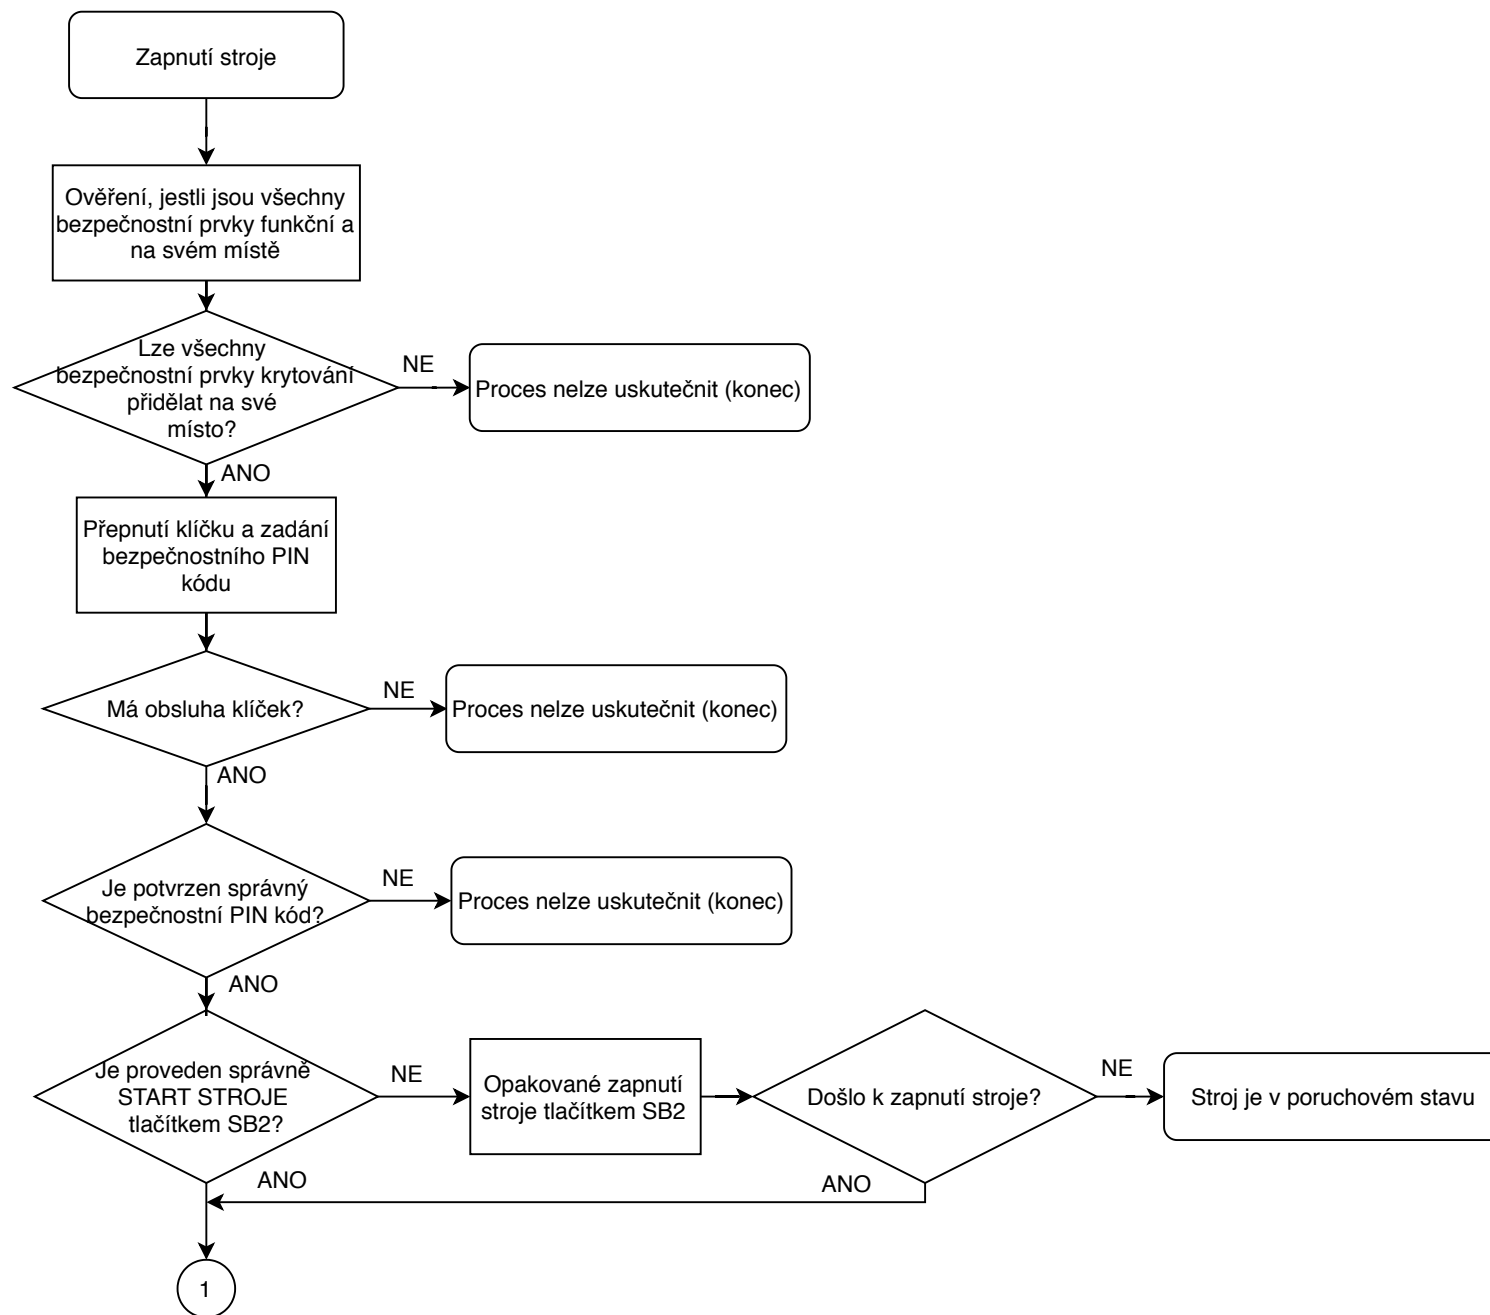 Zapnutí stroje
Ověření, jestli jsou všechny
bezpečnostní prvky funkční a
na svém místě
Lze všechny
bezpečnostní prvky krytování
přidělat na své
místo?
NE
Proces nelze uskutečnit (konec)
ANO
Přepnutí klíčku a zadání
bezpečnostního PIN
kódu
Má obsluha klíček?
NE
Proces nelze uskutečnit (konec)
ANO
Je potvrzen správný
bezpečnostní PIN kód?
NE
Proces nelze uskutečnit (konec)
ANO
Je proveden správně
START STROJE
tlačítkem SB2?
NE
Opakované zapnutí
stroje tlačítkem SB2
Došlo k zapnutí stroje?
NE
Stroj je v poruchovém stavu
ANO
ANO
1